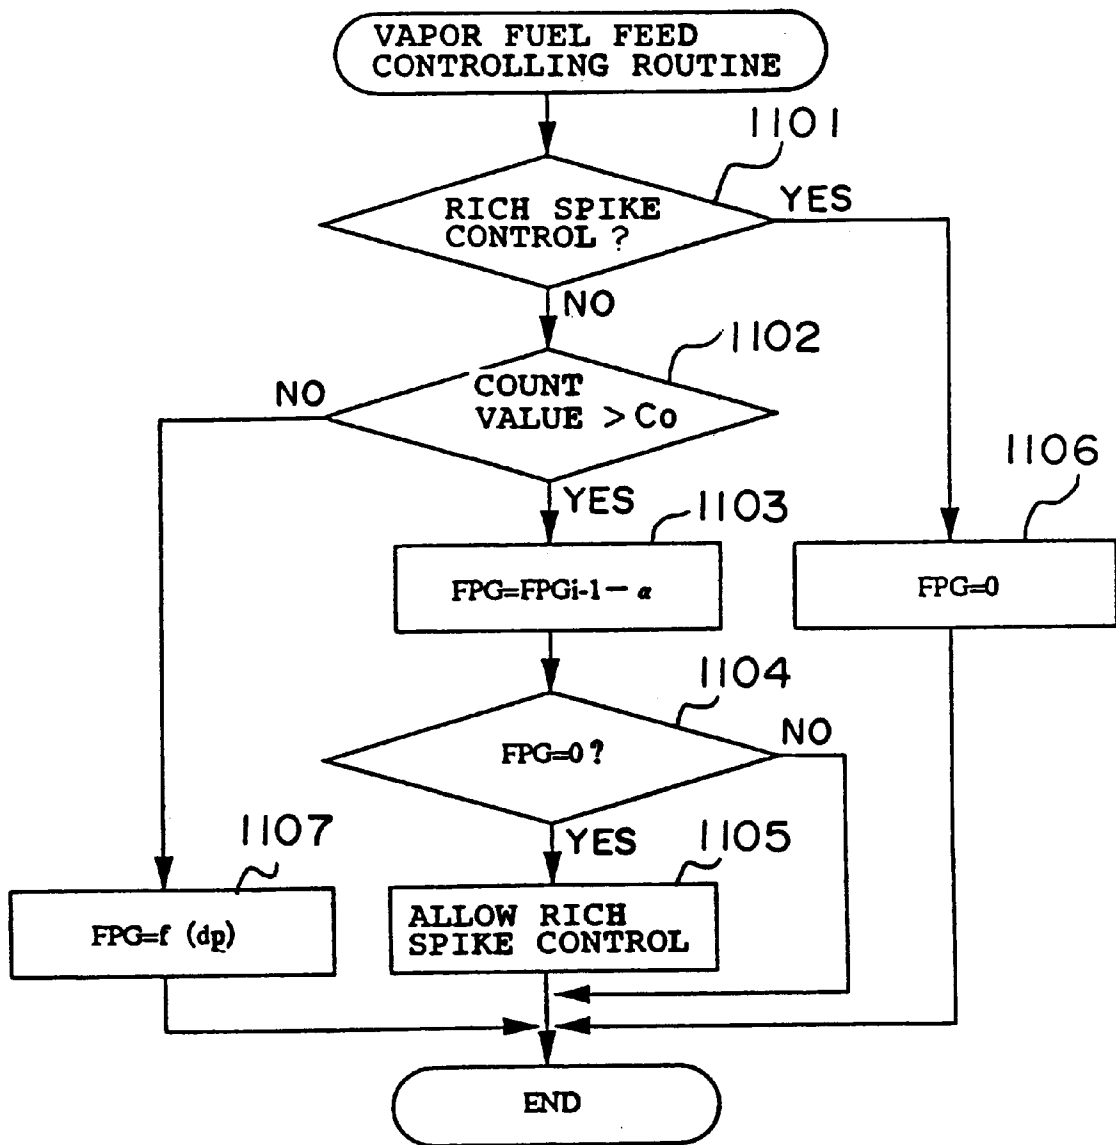 VAPOR FUEL FEED
CONTROLLING ROUTINE
1101
RICH SPIKE
CONTROL ?
YES
NO
1102
COUNT
VALUE > Co
NO
YES
1103
FPG=FPGi-1 − α
1106
FPG=0
1104
FPG=0 ?
NO
YES
1105
ALLOW RICH
SPIKE CONTROL
1107
FPG=f (dp)
END